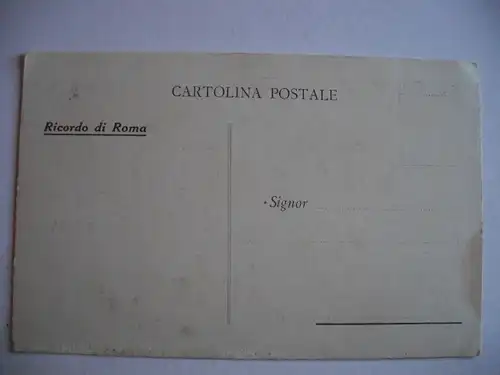 CARTOLINA POSTALE
Ricordo di Roma
· Signor